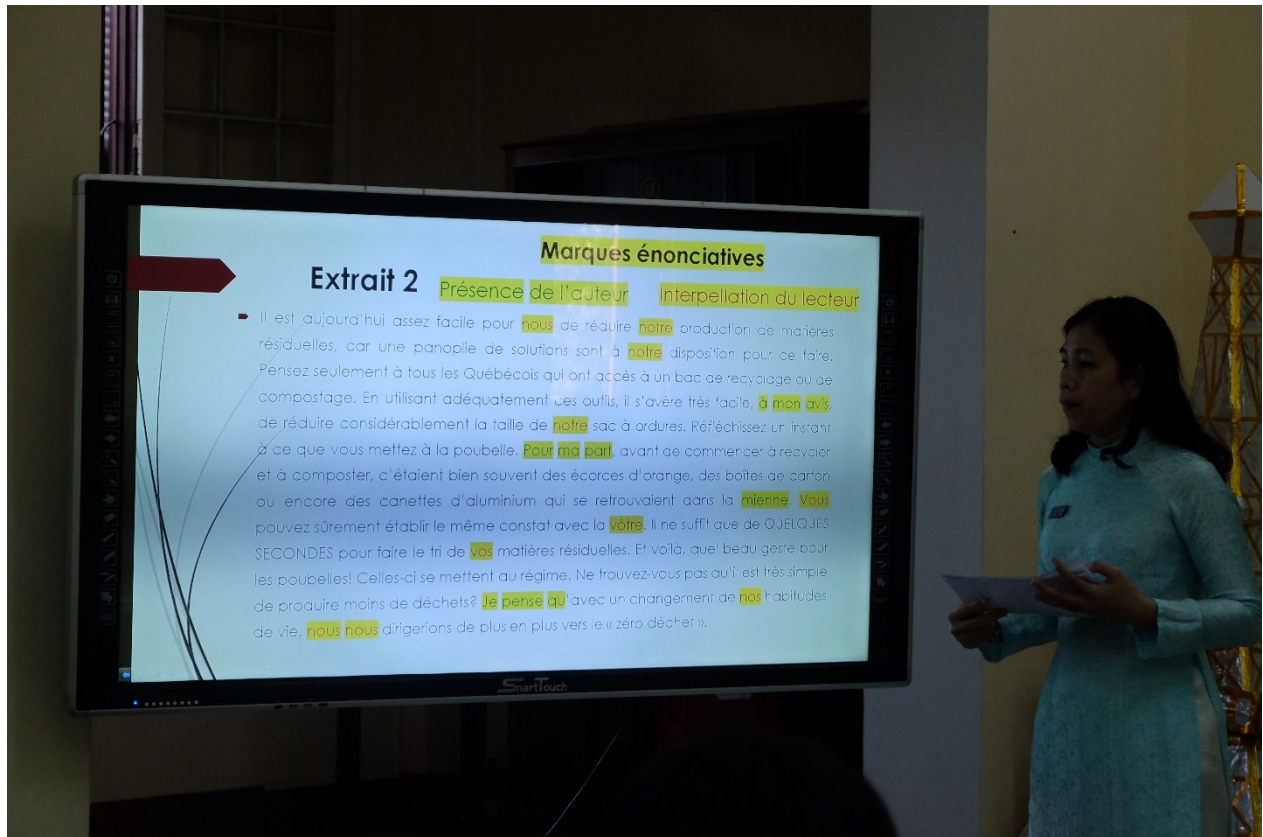 Marques énonciatives
Extrait 2 Présence de l'auteur Interpellation du lecteur
Il est aujourd'hui assez facile pour nous de réduire notre production de matières
résiduelles, car une panoplie de solutions sont à notre disposition pour ce faire.
Pensez seulement à tous les Québécois qui ont accès à un bac de recyclage ou de
compostage. En utilisant adéquatement ces outils, il s'avère très facile, à mon avis,
de réduire considérablement la taille de notre sac à ordures. Réfléchissez un instant
à ce que vous mettez à la poubelle. Pour ma part, avant de commencer à recycler
et à composter, c'étaient bien souvent des écorces d'orange, des boîtes de carton
ou encore des canettes d'aluminium qui se retrouvaient dans la mienne. Vous
pouvez sûrement établir le même constat avec la vôtre. Il ne suffit que de QUELQUES
SECONDES pour faire le tri de vos matières résiduelles. Et voilà, quel beau geste pour
les poubelles! Celles-ci se mettent au régime. Ne trouvez-vous pas qu'il est très simple
de produire moins de déchets? Je pense qu'avec un changement de nos habitudes
de vie, nous nous dirigerions de plus en plus vers le « zéro déchet ».
SmartTouch